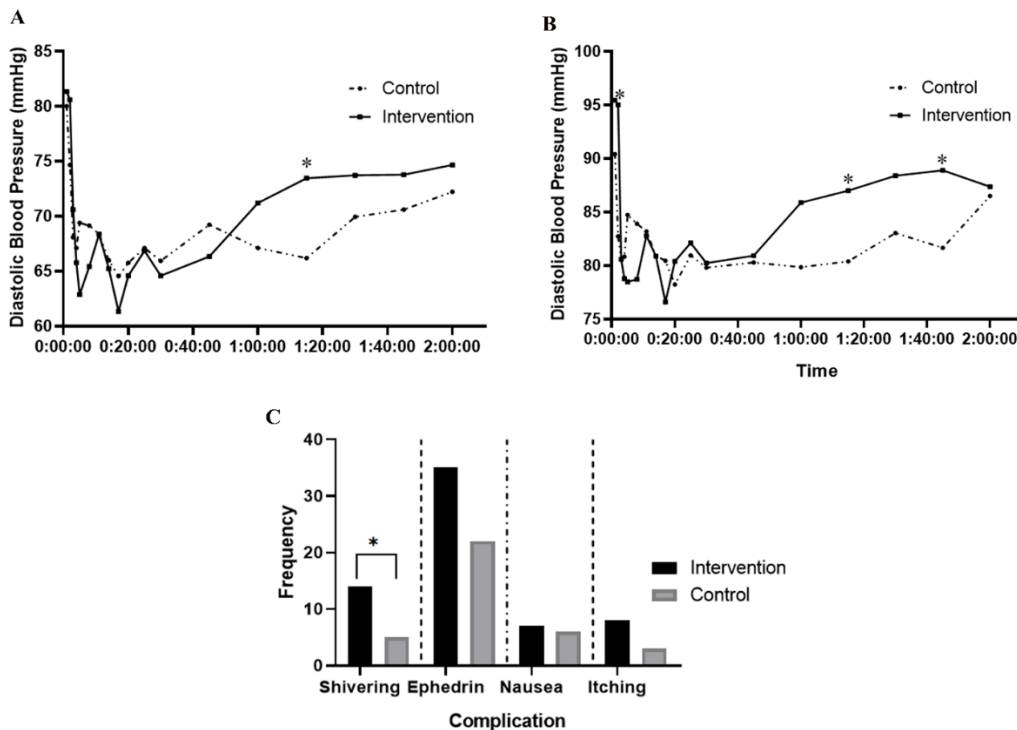 A
Diastolic Blood Pressure (mmHg)
85
80
75
70
65
60
0:00:00 0:20:00 0:40:00 1:00:00 1:20:00 1:40:00 2:00:00
Control
Intervention
*
B
Diastolic Blood Pressure (mmHg)
100
95
90
85
80
75
0:00:00 0:20:00 0:40:00 1:00:00 1:20:00 1:40:00 2:00:00
Time
Control
Intervention
*
*
*
C
Frequency
40
30
20
10
0
*
Shivering Ephedrin Nausea Itching
Complication
Intervention
Control